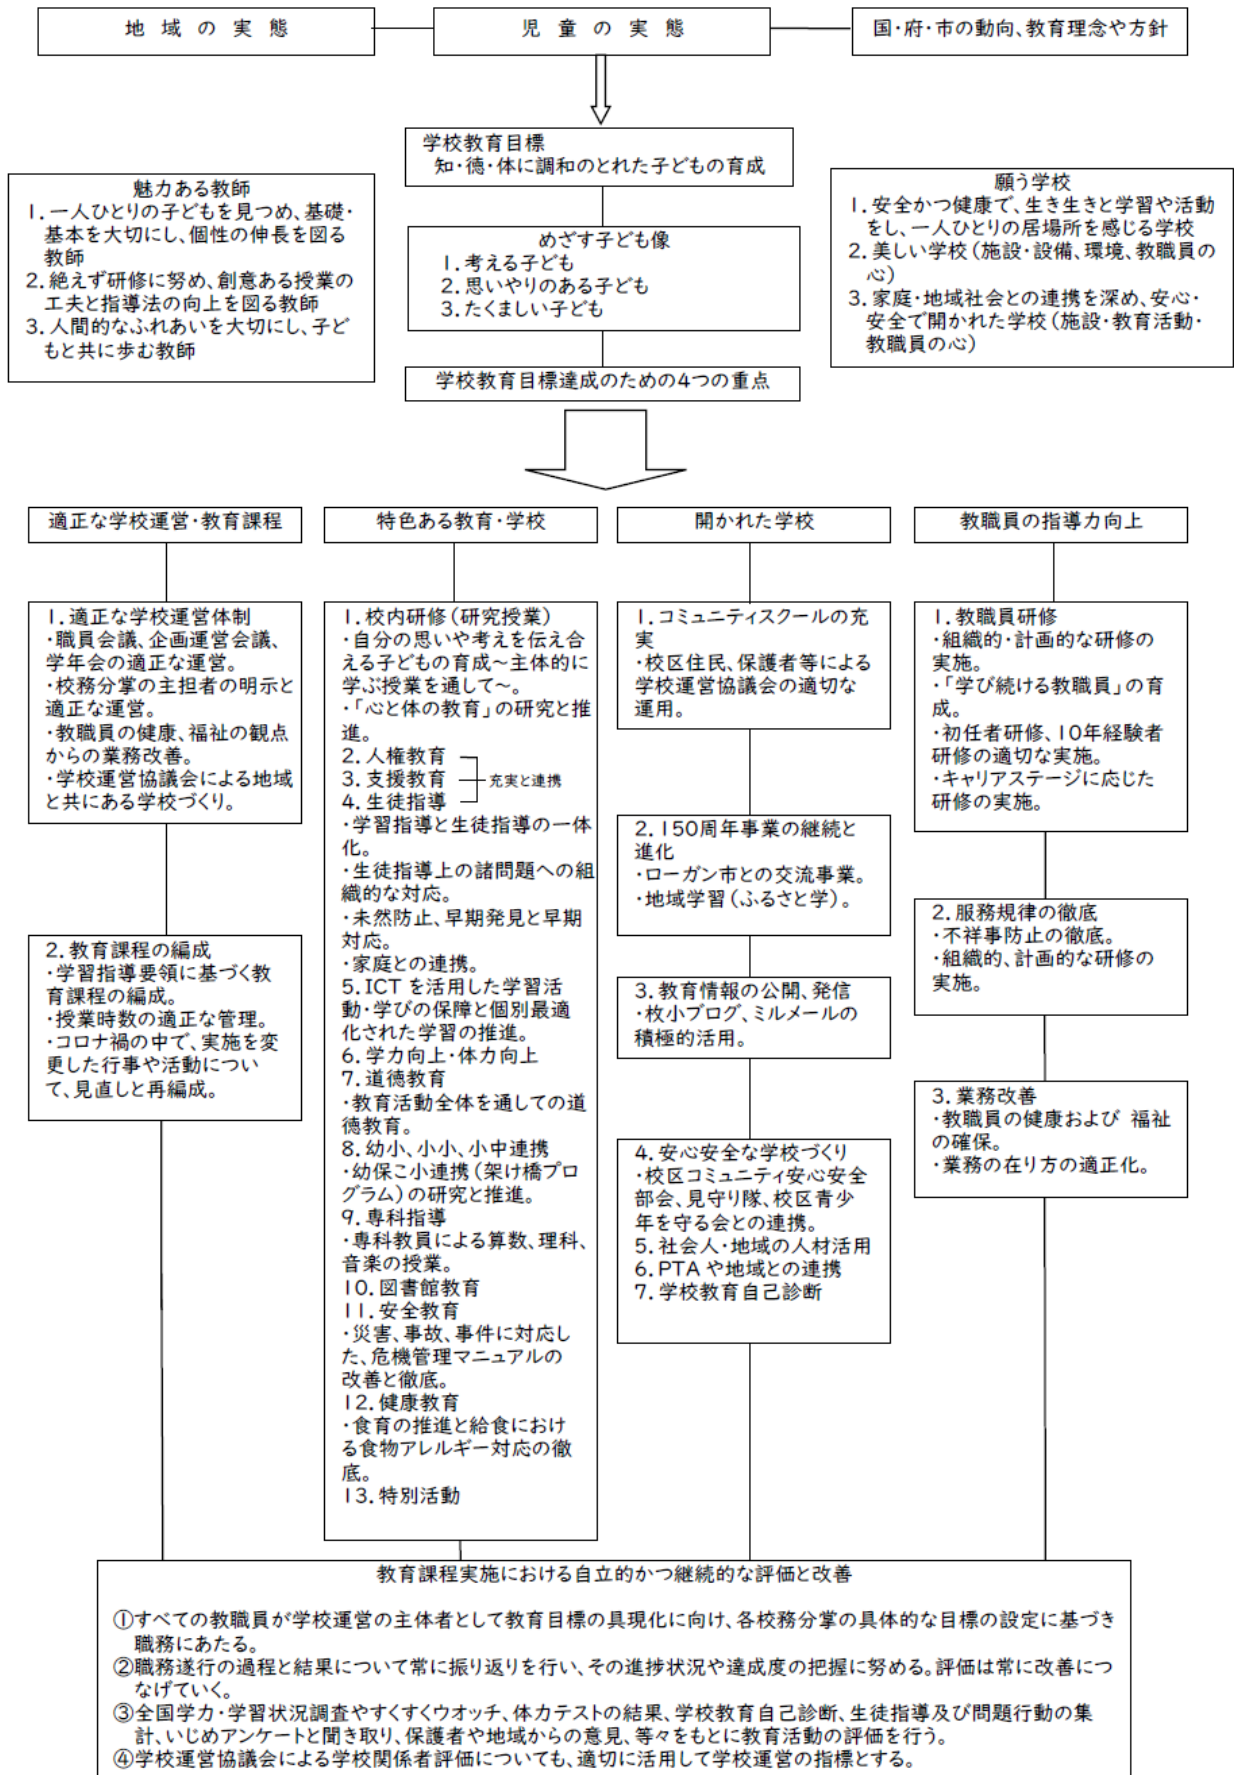 地域の実態
児童の実態
国・府・市の動向、教育理念や方針
学校教育目標
知・徳・体に調和のとれた子どもの育成
魅力ある教師
1.一人ひとりの子どもを見つめ、基礎・
基本を大切にし、個性の伸長を図る
教師
2.絶えず研修に努め、創意ある授業の
工夫と指導法の向上を図る教師
3.人間的なふれあいを大切にし、子ど
もと共に歩む教師
めざす子ども像
1.考える子ども
2.思いやりのある子ども
3.たくましい子ども
願う学校
1.安全かつ健康で、生き生きと学習や活動
をし、一人ひとりの居場所を感じる学校
2.美しい学校(施設・設備、環境、教職員の
心)
3.家庭・地域社会との連携を深め、安心・
安全で開かれた学校(施設・教育活動・
教職員の心)
学校教育目標達成のための4つの重点
適正な学校運営・教育課程
1.適正な学校運営体制
・職員会議、企画運営会議、
学年会の適正な運営。
・校務分掌の主担者の明示と
適正な運営。
・教職員の健康、福祉の観点
からの業務改善。
・学校運営協議会による地域
と共にある学校づくり。
2.教育課程の編成
・学習指導要領に基づく教
育課程の編成。
・授業時数の適正な管理。
・コロナ禍の中で、実施を変
更した行事や活動につい
て、見直しと再編成。
特色ある教育・学校
1.校内研修(研究授業)
・自分の思いや考えを伝え合
える子どもの育成~主体的に
学ぶ授業を通して~。
・「心と体の教育」の研究と推
進。
2.人権教育
3.支援教育
充実と連携
4.生徒指導
・学習指導と生徒指導の一体
化。
・生徒指導上の諸問題への組
織的な対応。
・未然防止、早期発見と早期
対応。
・家庭との連携。
5.ICTを活用した学習活
動・学びの保障と個別最適
化された学習の推進。
6.学力向上・体力向上
7.道徳教育
・教育活動全体を通しての道
徳教育。
8.幼小、小小、小中連携
・幼保こ小連携(架け橋プロ
グラム)の研究と推進。
9.専科指導
・専科教員による算数、理科、
音楽の授業。
10.図書館教育
11.安全教育
・災害、事故、事件に対応し
た、危機管理マニュアルの
改善と徹底。
12.健康教育
・食育の推進と給食におけ
る食物アレルギー対応の徹
底。
13.特別活動
開かれた学校
1.コミュニティスクールの充
実
・校区住民、保護者等による
学校運営協議会の適切な
運用。
2.150周年事業の継続と
進化
・ローガン市との交流事業。
・地域学習(ふるさと学)。
3.教育情報の公開、発信
・枚小ブログ、ミルメールの
積極的活用。
4.安心安全な学校づくり
・校区コミュニティ安心安全
部会、見守り隊、校区青少
年を守る会との連携。
5.社会人・地域の人材活用
6.PTAや地域との連携
7.学校教育自己診断
教職員の指導力向上
1.教職員研修
・組織的・計画的な研修の
実施。
・「学び続ける教職員」の育
成。
・初任者研修、10年経験者
研修の適切な実施。
・キャリアステージに応じた
研修の実施。
2.服務規律の徹底
・不祥事防止の徹底。
・組織的、計画的な研修の
実施。
3.業務改善
・教職員の健康および 福祉
の確保。
・業務の在り方の適正化。
教育課程実施における自立的かつ継続的な評価と改善
①すべての教職員が学校運営の主体者として教育目標の具現化に向け、各校務分掌の具体的な目標の設定に基づき
職務にあたる。
②職務遂行の過程と結果について常に振り返りを行い、その進捗状況や達成度の把握に努める。評価は常に改善につ
なげていく。
③全国学力・学習状況調査やすくすくウオッチ、体力テストの結果、学校教育自己診断、生徒指導及び問題行動の集
計、いじめアンケートと聞き取り、保護者や地域からの意見、等々をもとに教育活動の評価を行う。
④学校運営協議会による学校関係者評価についても、適切に活用して学校運営の指標とする。